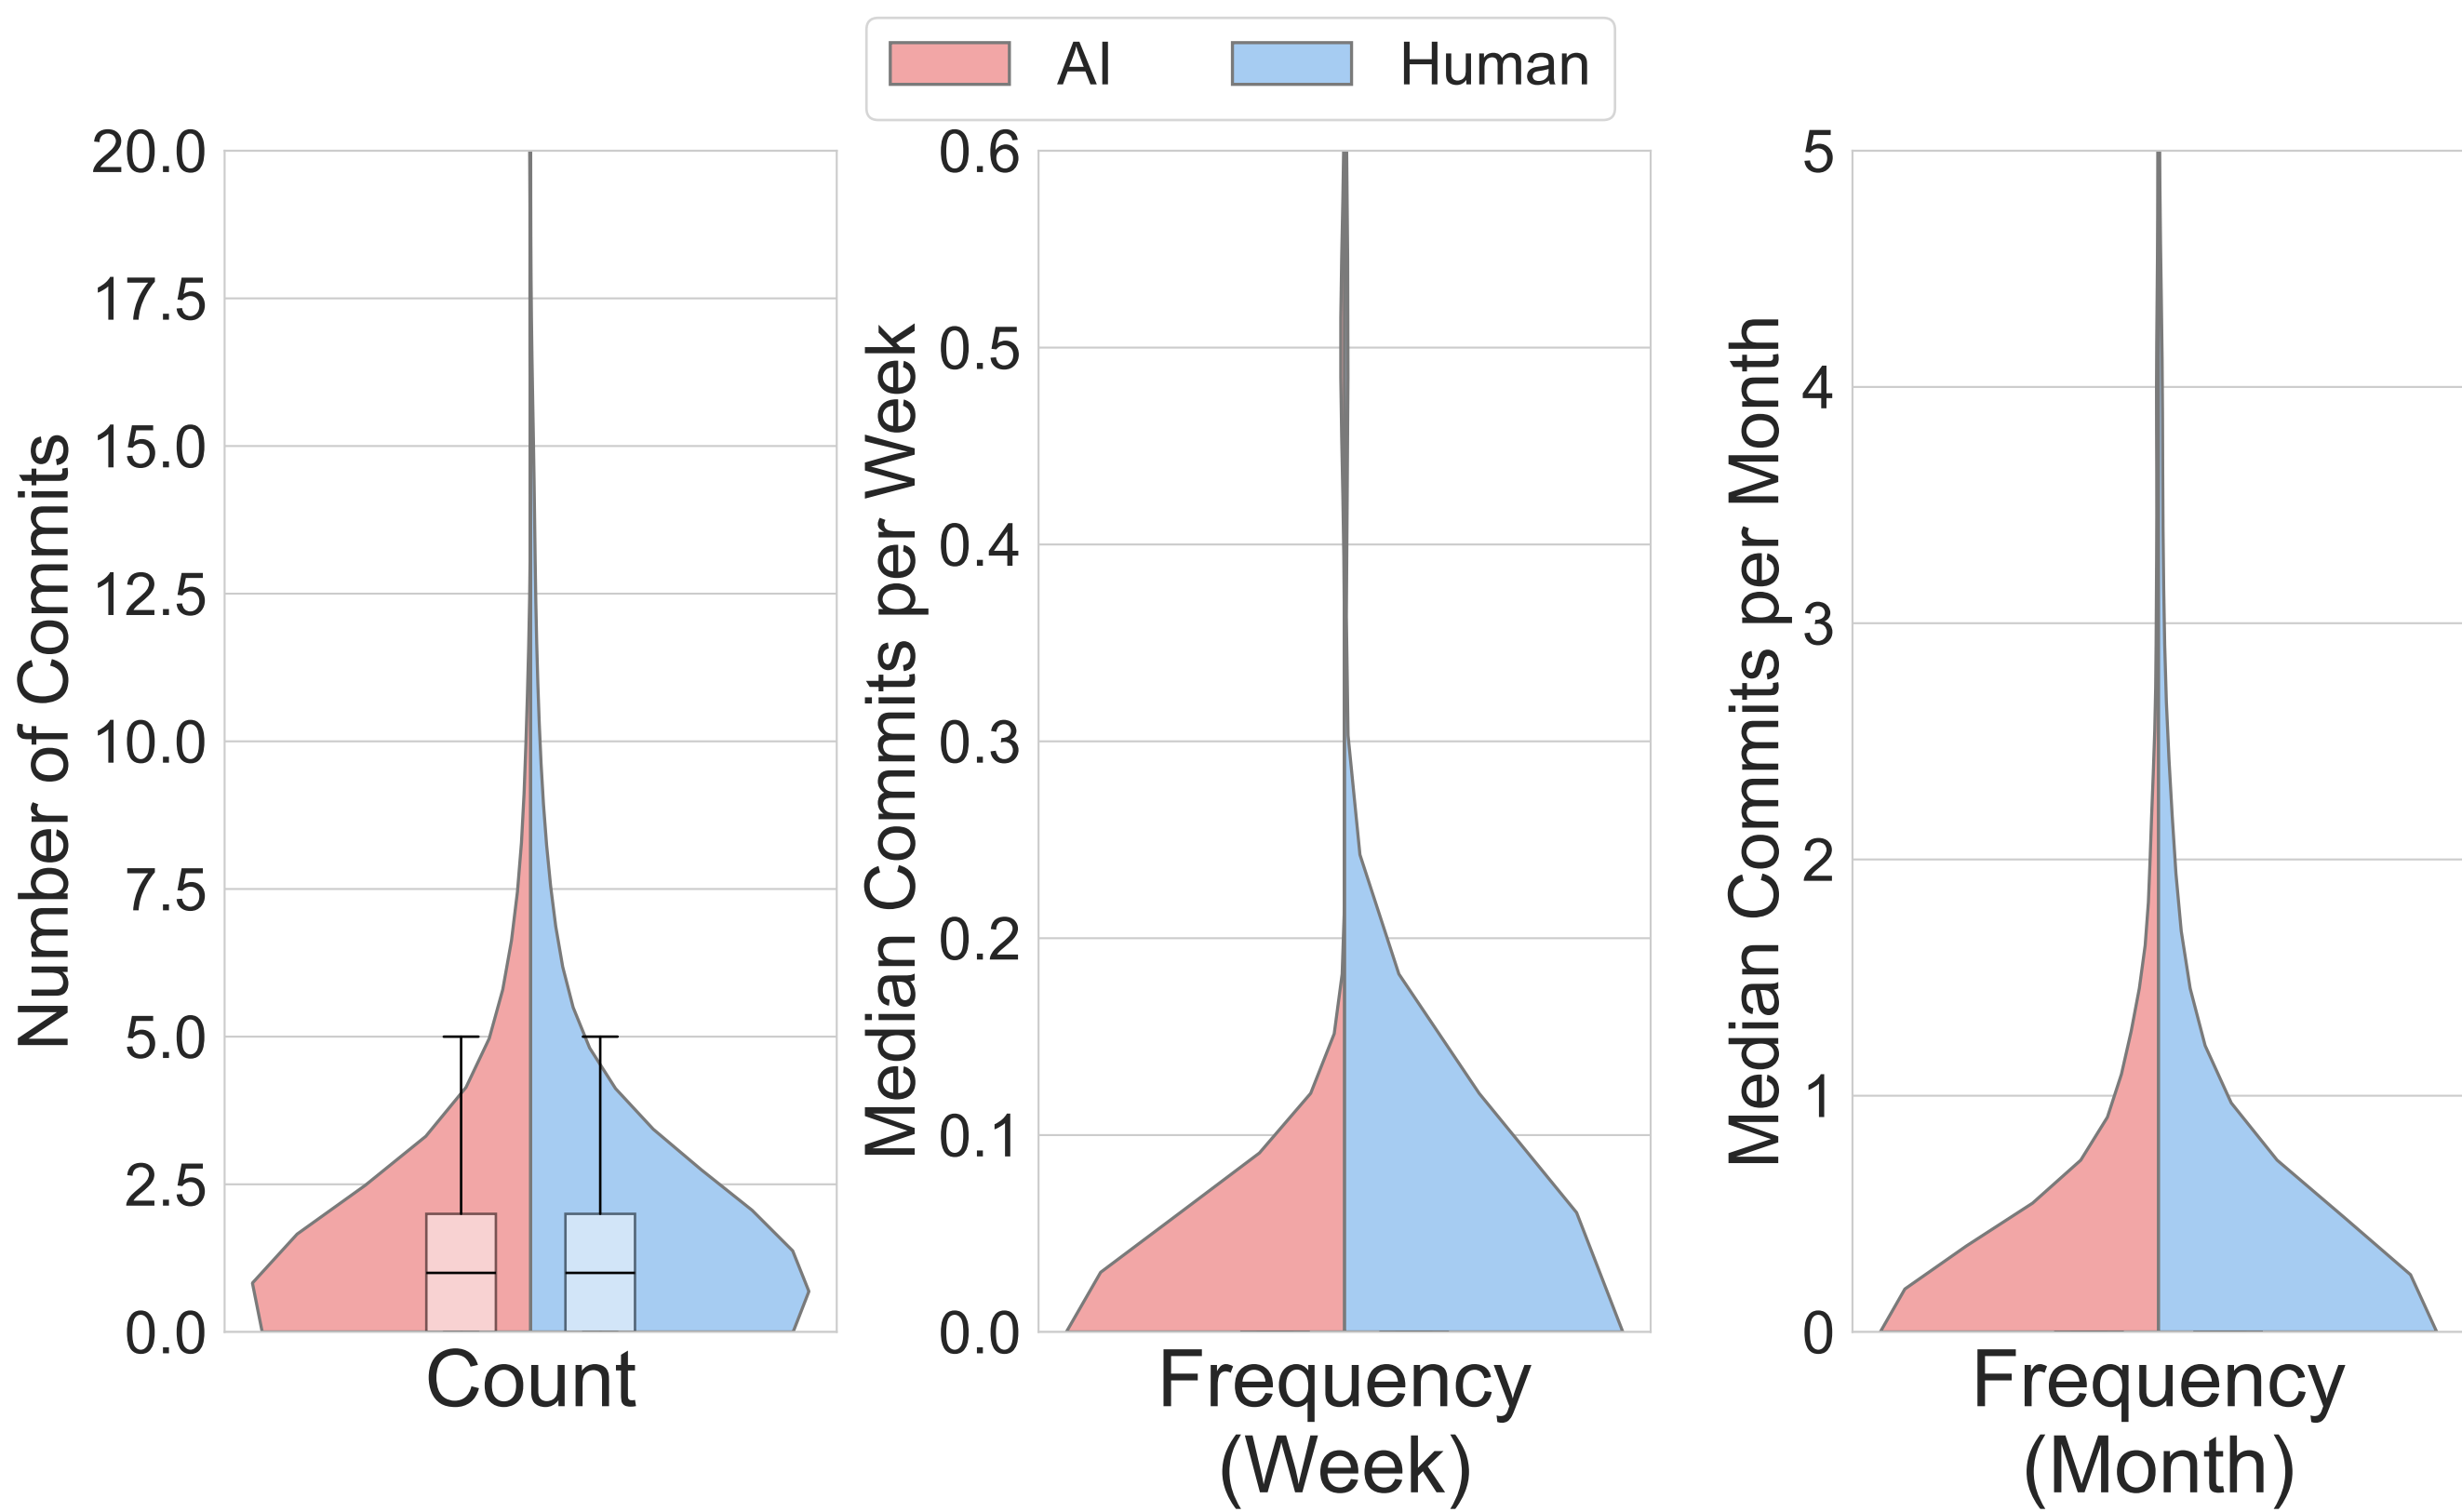 AI Human
Number of Commits
20.0
17.5
15.0
12.5
10.0
7.5
5.0
2.5
0.0
Count
Median Commits per Week
0.6
0.5
0.4
0.3
0.2
0.1
0.0
Frequency
(Week)
Median Commits per Month
5
4
3
2
1
0
Frequency
(Month)